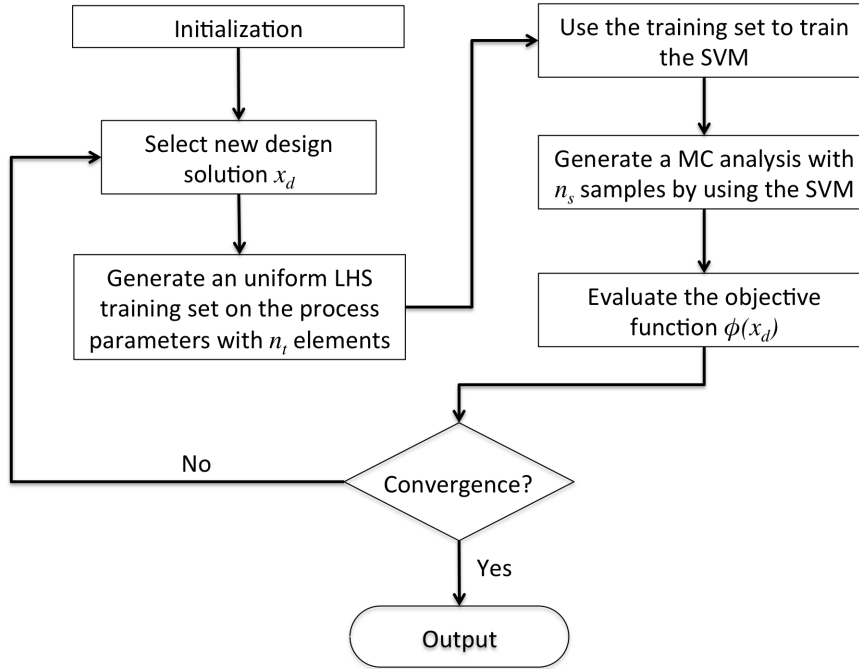 Initialization
Select new design
solution x_d
Generate an uniform LHS
training set on the process
parameters with n_t elements
Use the training set to train
the SVM
Generate a MC analysis with
n_s samples by using the SVM
Evaluate the objective
function ϕ(x_d)
Convergence?
No
Yes
Output